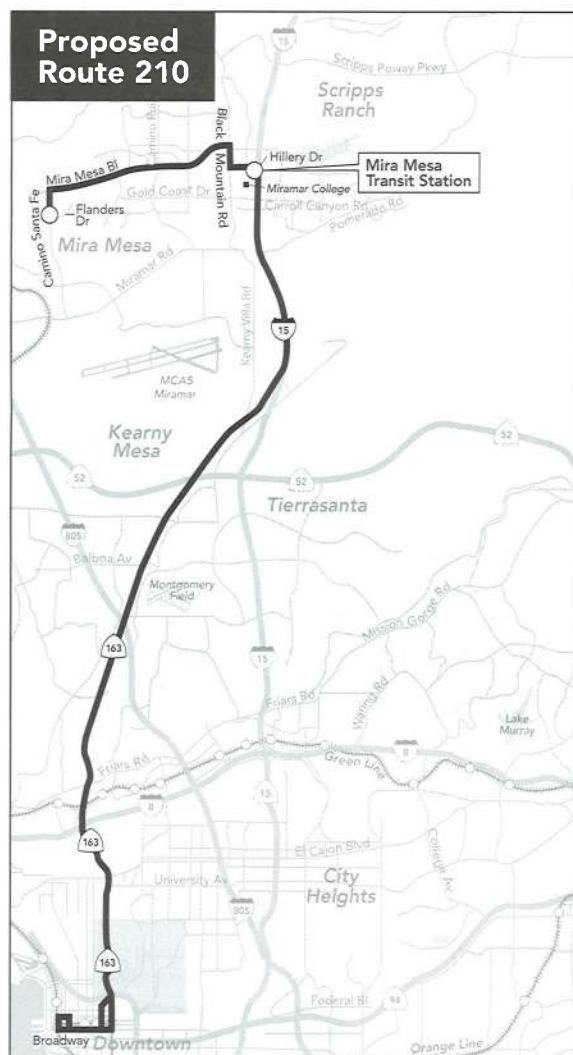 Proposed
Route 210
15
Scripps Poway Pkwy
Scripps
Ranch
Camino Ruiz
Black
Mountain Rd
Hillery Dr
Mira Mesa
Transit Station
Mira Mesa Bl
Miramar College
Gold Coast Dr
Carroll Canyon Rd
Pomerado Rd
Camino Santa Fe
Flanders
Dr
Mira Mesa
Miramar Rd
Kearny Villa Rd
15
MCAS
Miramar
Kearny
Mesa
52
52
52
Tierrasanta
805
Balboa Av
Montgomery
Field
Mission Gorge Rd
163
15
Friars Rd
Waring Rd
Lake
Murray
Friars Rd
Green Line
8
8
15
163
El Cajon Blvd
College Av
University Av
City
Heights
805
163
Federal Bl
94
Broadway
Downtown
Orange Line